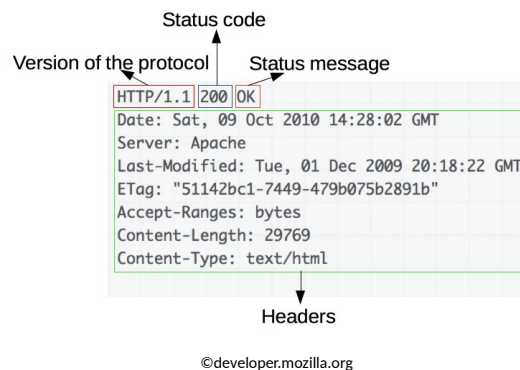 Status code
Version of the protocol Status message
HTTP/1.1 200 OK
Date: Sat, 09 Oct 2010 14:28:02 GMT
Server: Apache
Last-Modified: Tue, 01 Dec 2009 20:18:22 GMT
ETag: "51142bc1-7449-479b075b2891b"
Accept-Ranges: bytes
Content-Length: 29769
Content-Type: text/html
Headers
©developer.mozilla.org